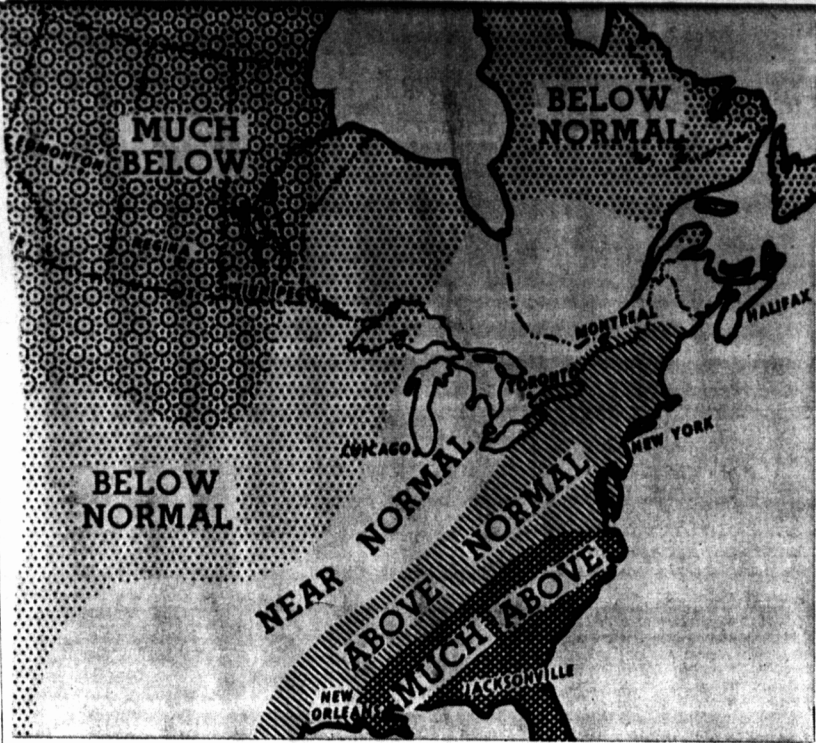 BELOW
NORMAL
MUCH
BELOW
EDMONTON
REGINA
WINNIPEG
MONTREAL
HALIFAX
TORONTO
CHICAGO
NEW YORK
BELOW
NORMAL
NEAR NORMAL
ABOVE NORMAL
MUCH ABOVE
NEW
ORLEANS
JACKSONVILLE